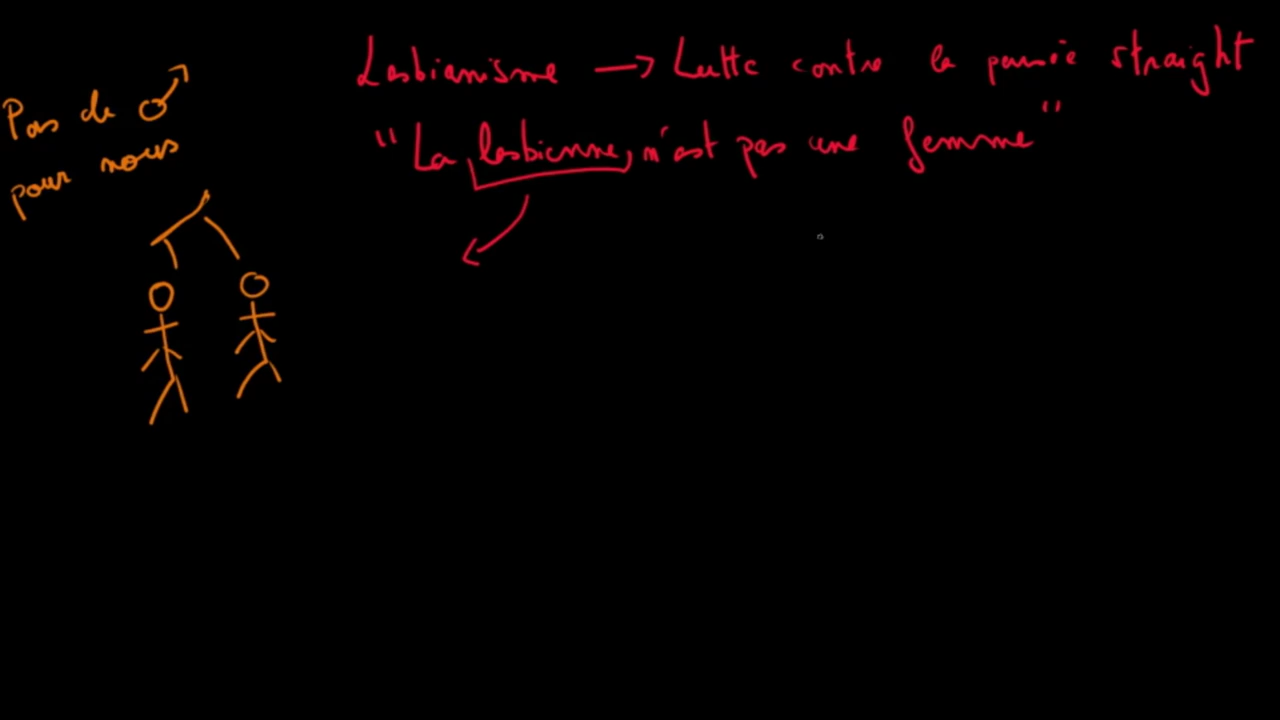 Pas de ♂
pour nous
Lesbianisme → Lutte contre la pensée straight
"La lesbienne, n'est pas une femme"